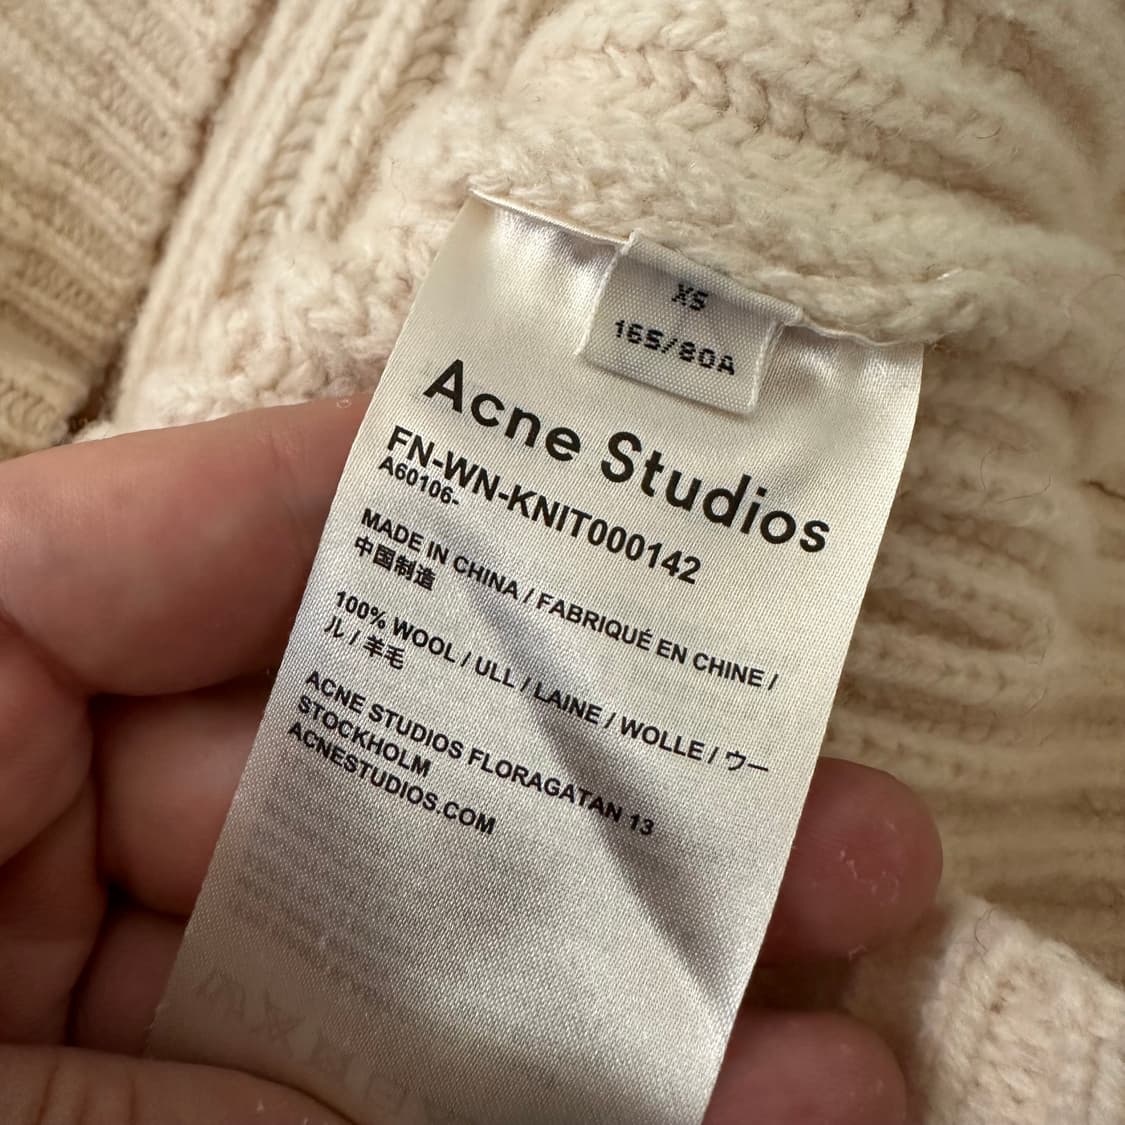 XS
165/80A
Acne Studios
FN-WN-KNIT000142
A60106-
MADE IN CHINA / FABRIQUÉ EN CHINE /
中国制造
100% WOOL / ULL / LAINE / WOLLE / ウー
ル / 羊毛
ACNE STUDIOS FLORAGATAN 13
STOCKHOLM
ACNESTUDIOS.COM